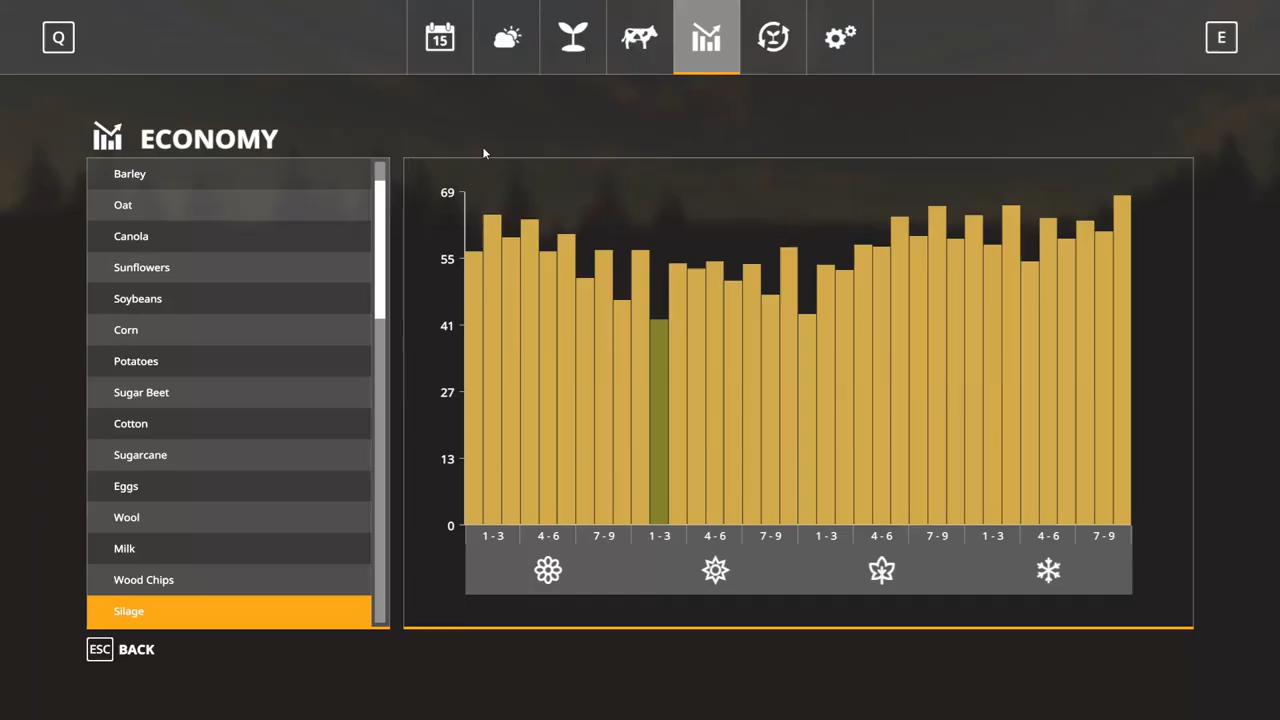 Q
15
E
ECONOMY
Barley
Oat
Canola
Sunflowers
Soybeans
Corn
Potatoes
Sugar Beet
Cotton
Sugarcane
Eggs
Wool
Milk
Wood Chips
Silage
69
55
41
27
13
0
1 - 3 4 - 6 7 - 9 1 - 3 4 - 6 7 - 9 1 - 3 4 - 6 7 - 9 1 - 3 4 - 6 7 - 9
ESC BACK